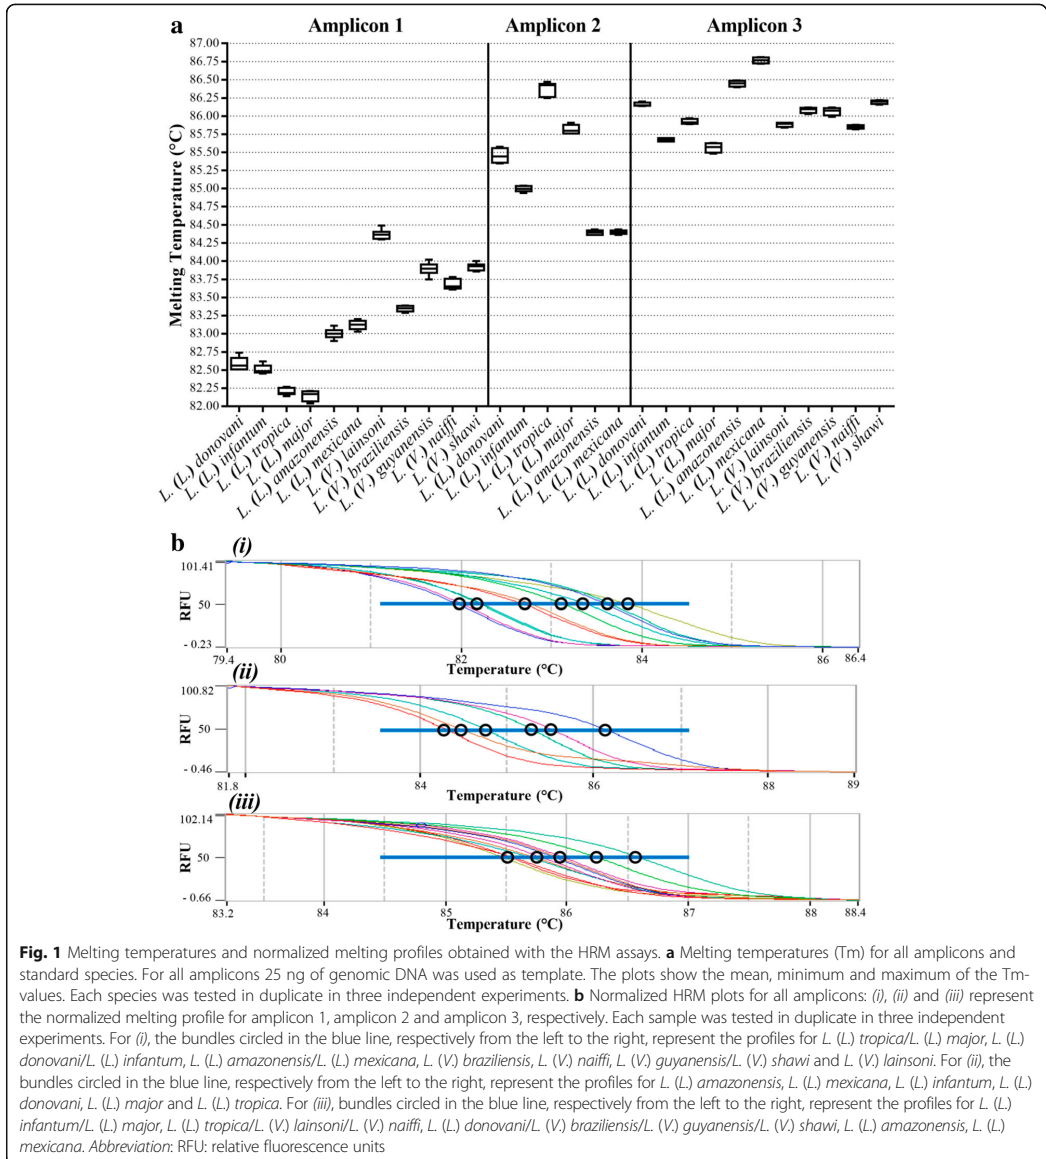 a
Amplicon 1 Amplicon 2 Amplicon 3
Melting Temperature (°C)
87.00
86.75
86.50
86.25
86.00
85.75
85.50
85.25
85.00
84.75
84.50
84.25
84.00
83.75
83.50
83.25
83.00
82.75
82.50
82.25
82.00
L. (L) donovani
L. (L) infantum
L. (L) tropica
L. (L) major
L. (L) amazonensis
L. (L) mexicana
L. (V.) lainsoni
L. (V.) braziliensis
L. (V.) guyanensis
L. (V.) naiffi
L. (V.) shawi
L. (L.) donovani
L. (L.) infantum
L. (L.) tropica
L. (L.) major
L. (L.) amazonensis
L. (L.) mexicana
L. (L.) donovani
L. (L.) infantum
L. (L.) tropica
L. (L.) major
L. (L.) amazonensis
L. (L.) mexicana
L. (V.) lainsoni
L. (V.) braziliensis
L. (V.) guyanensis
L. (V.) naiffi
L. (V.) shawi
b
(i)
101.41
RFU
50
- 0.23
79.4 80 82 84 86 86.4
Temperature (°C)
(ii)
100.82
RFU
50
- 0.46
81.8 84 86 88 89
Temperature (°C)
(iii)
102.14
RFU
50
- 0.66
83.2 84 85 86 87 88 88.4
Temperature (°C)
Fig. 1 Melting temperatures and normalized melting profiles obtained with the HRM assays. a Melting temperatures (Tm) for all amplicons and
standard species. For all amplicons 25 ng of genomic DNA was used as template. The plots show the mean, minimum and maximum of the Tm-
values. Each species was tested in duplicate in three independent experiments. b Normalized HRM plots for all amplicons: (i), (ii) and (iii) represent
the normalized melting profile for amplicon 1, amplicon 2 and amplicon 3, respectively. Each sample was tested in duplicate in three independent
experiments. For (i), the bundles circled in the blue line, respectively from the left to the right, represent the profiles for L. (L.) tropica/L. (L.) major, L. (L.)
donovani/L. (L.) infantum, L. (L.) amazonensis/L. (L.) mexicana, L. (V.) braziliensis, L. (V.) naiffi, L. (V.) guyanensis/L. (V.) shawi and L. (V.) lainsoni. For (ii), the
bundles circled in the blue line, respectively from the left to the right, represent the profiles for L. (L.) amazonensis, L. (L.) mexicana, L. (L.) infantum, L. (L.)
donovani, L. (L.) major and L. (L.) tropica. For (iii), bundles circled in the blue line, respectively from the left to the right, represent the profiles for L. (L.)
infantum/L. (L.) major, L. (L.) tropica/L. (V.) lainsoni/L. (V.) naiffi, L. (L.) donovani/L. (V.) braziliensis/L. (V.) guyanensis/L. (V.) shawi, L. (L.) amazonensis, L. (L.)
mexicana. Abbreviation: RFU: relative fluorescence units